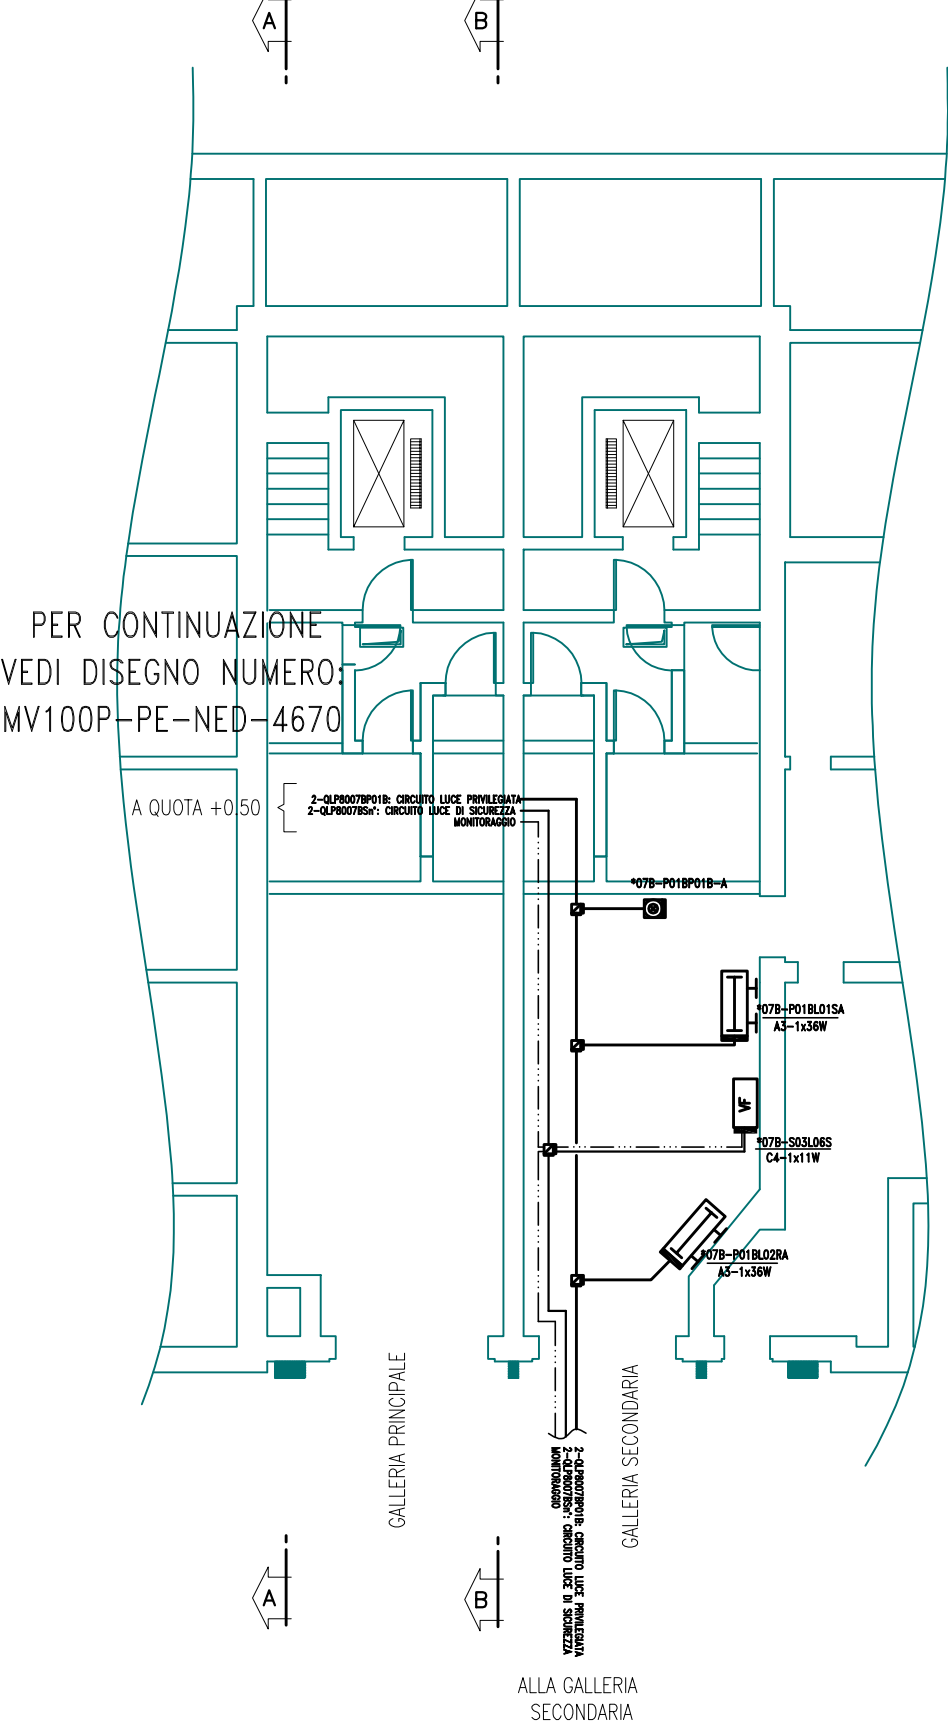 A
B
PER CONTINUAZIONE
VEDI DISEGNO NUMERO:
MV100P-PE-NED-4670
A QUOTA +0.50
2-QLP8007BP01B: CIRCUITO LUCE PRIVILEGIATA
2-QLP8007BSn°: CIRCUITO LUCE DI SICUREZZA
MONITORAGGIO
*07B-P01BP01B-A
*07B-P01BL01SA
A3-1x36W
VF
*07B-S03L06S
C4-1x11W
*07B-P01BL02RA
A3-1x36W
GALLERIA PRINCIPALE
GALLERIA SECONDARIA
2-QLP8007BP01B: CIRCUITO LUCE PRIVILEGIATA
2-QLP8007BSn°: CIRCUITO LUCE DI SICUREZZA
MONITORAGGIO
A
B
ALLA GALLERIA
SECONDARIA